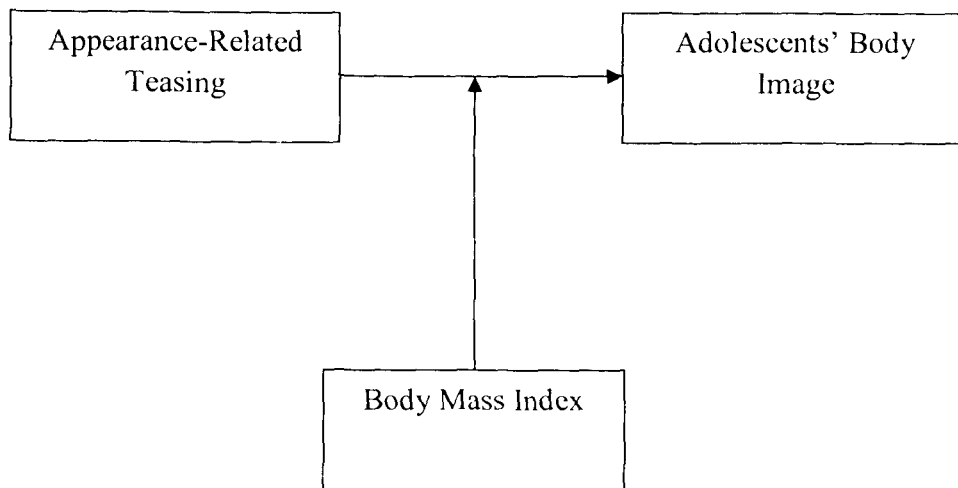 Appearance-Related
Teasing
Adolescents' Body
Image
Body Mass Index